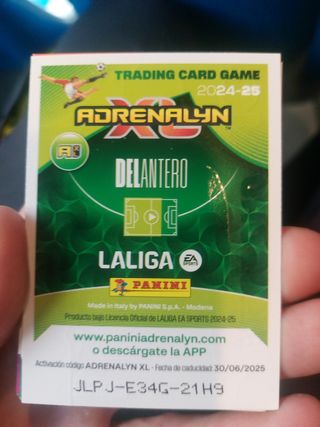 TRADING CARD GAME
2024-25
ADRENALYN
XL™
DELANTERO
LALIGA EA SPORTS
PANINI
Made in Italy by PANINI S.p.A. - Modena
Producto bajo Licencia Oficial de LALIGA EA SPORTS 2024-25
www.paniniadrenalyn.com
o descárgate la APP
Activación código ADRENALYN XL - Fecha de caducidad: 30/06/2025
JLPJ-E34G-21H9